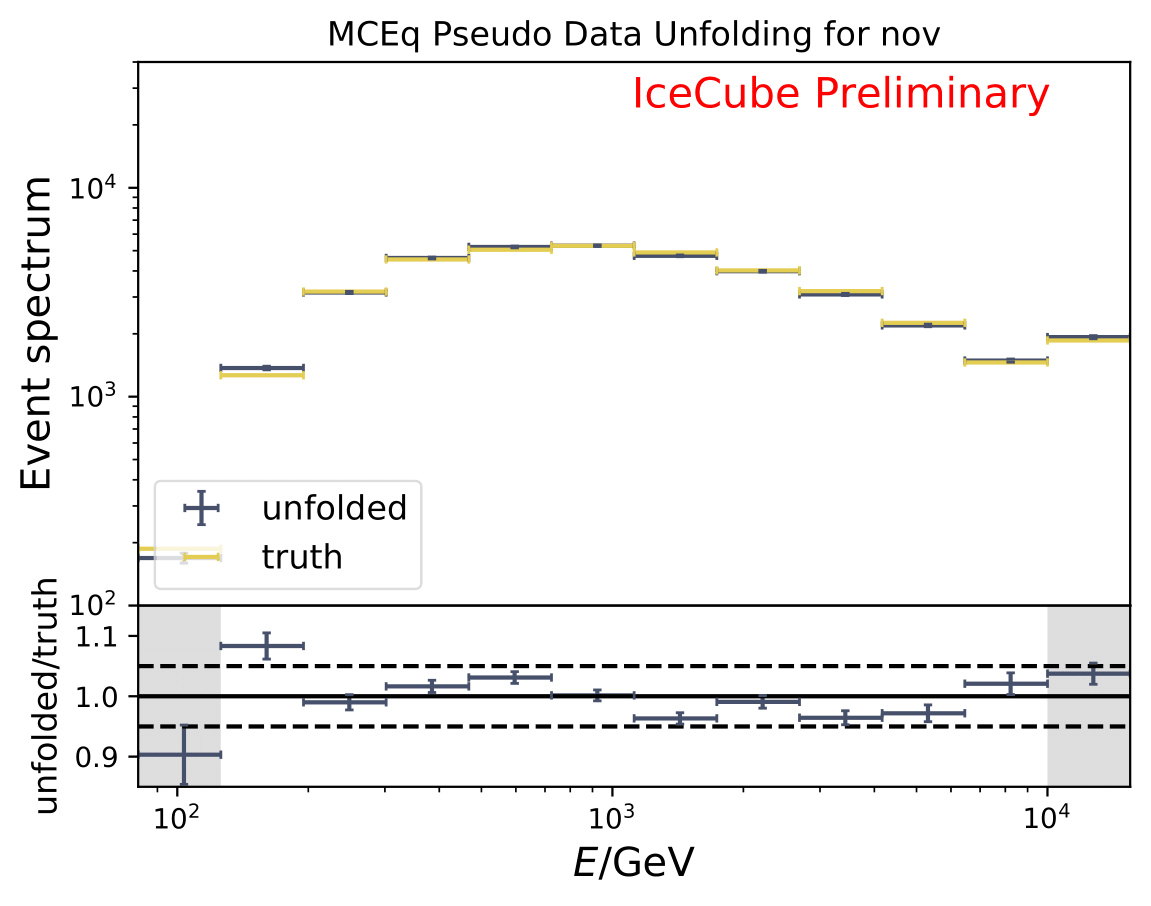 MCEq Pseudo Data Unfolding for nov
IceCube Preliminary
Event spectrum
10⁴
10³
10²
unfolded
truth
unfolded/truth
1.1
1.0
0.9
10² 10³ 10⁴
E/GeV